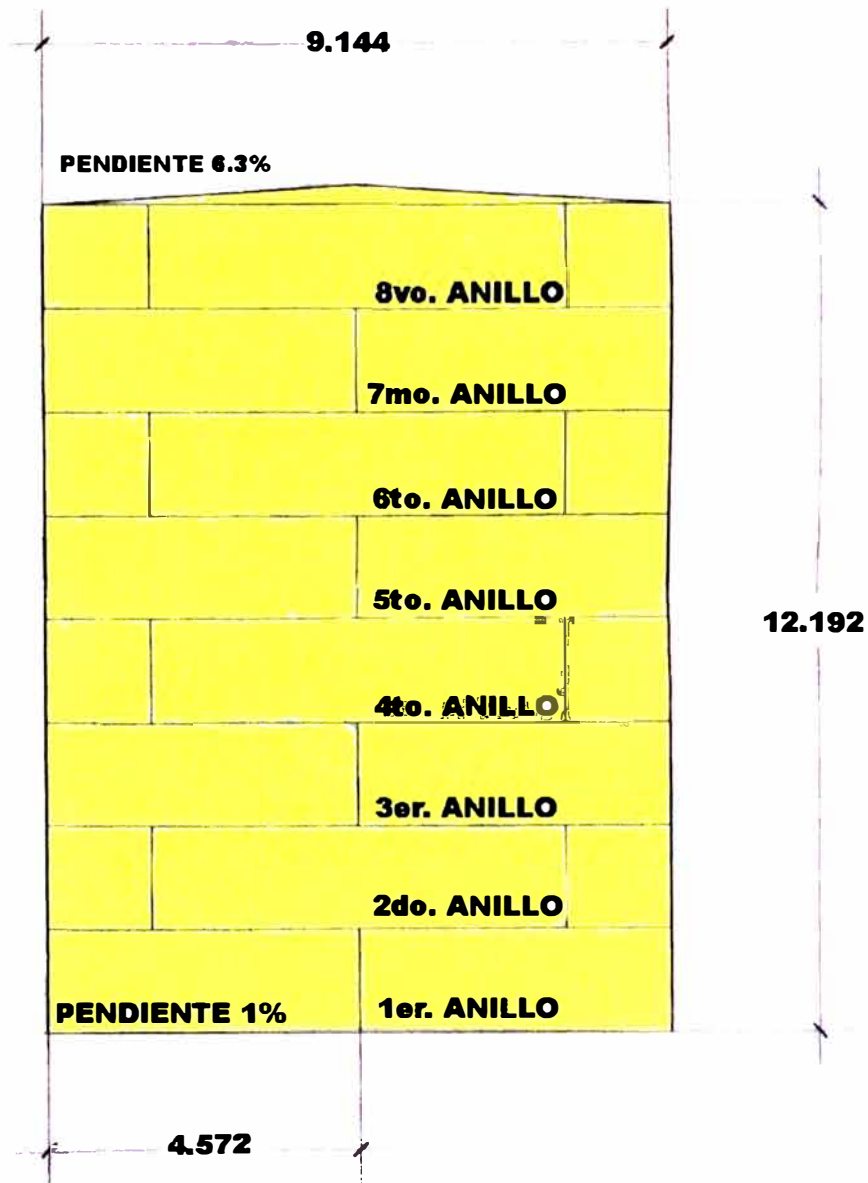 9.144
PENDIENTE 6.3%
8vo. ANILLO
7mo. ANILLO
6to. ANILLO
5to. ANILLO
12.192
4to. ANILLO
3er. ANILLO
2do. ANILLO
PENDIENTE 1%
1er. ANILLO
4.572